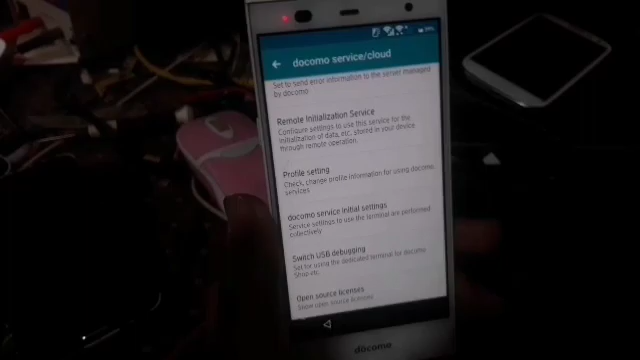 docomo service/cloud
Set to send error information to the server managed
by docomo
Remote Initialization Service
Configure settings to use this service for the
initialization of data, etc. stored in your device
through remote operation.
Profile setting
Check, change profile information for using docomo
services
docomo service initial settings
Service settings to use the terminal are performed
collectively
Switch USB debugging
Set for using the dedicated terminal for docomo
Shop etc.
Open source licenses
Show open source licenses
docomo